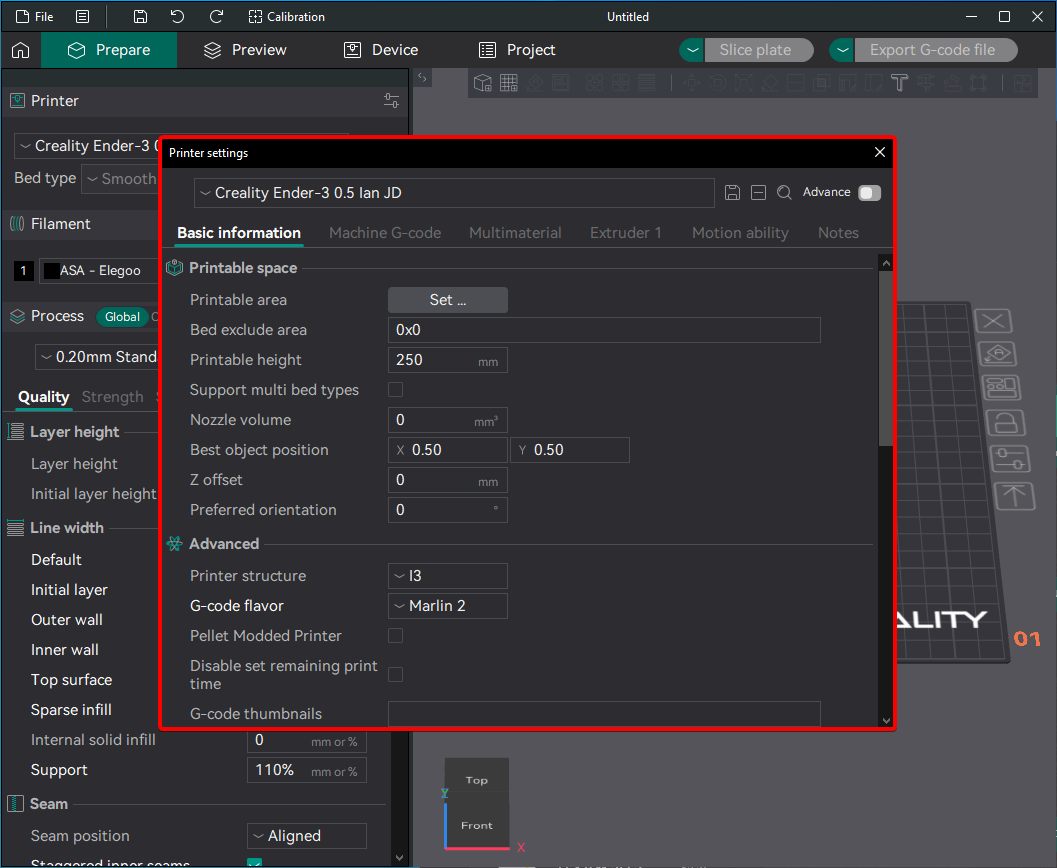 File
Calibration
Untitled
Prepare
Preview
Device
Project
Slice plate
Export G-code file
Printer
Creality Ender-3 0
Bed type
Smooth
Filament
1
ASA - Elegoo
Process
Global
0.20mm Stand
Quality
Strength
Layer height
Layer height
Initial layer height
Line width
Default
Initial layer
Outer wall
Inner wall
Top surface
Sparse infill
Internal solid infill
0 mm or %
Support
110% mm or %
Seam
Seam position
Aligned
Staggered inner seams
Printer settings
Creality Ender-3 0.5 Ian JD
Advance
Basic information
Machine G-code
Multimaterial
Extruder 1
Motion ability
Notes
Printable space
Printable area
Set ...
Bed exclude area
0x0
Printable height
250 mm
Support multi bed types
Nozzle volume
0 mm³
Best object position
X 0.50
Y 0.50
Z offset
0 mm
Preferred orientation
0 °
Advanced
Printer structure
I3
G-code flavor
Marlin 2
Pellet Modded Printer
Disable set remaining print
time
G-code thumbnails
ALITY
01
Top
Y
Front
X